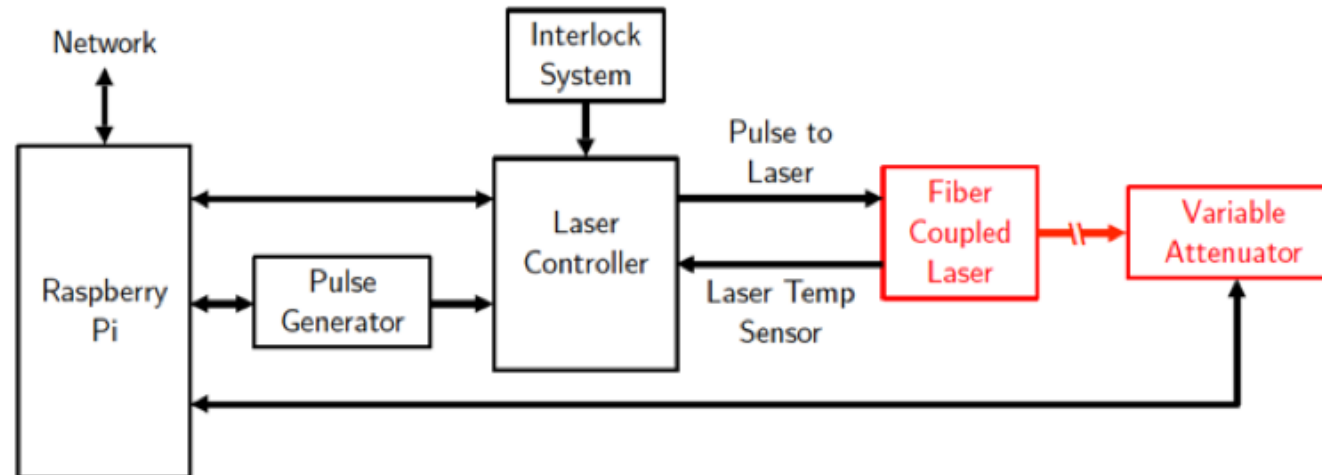 Network
Interlock
System
Pulse to
Laser
Fiber
Coupled
Laser
Variable
Attenuator
Laser
Controller
Raspberry
Pi
Pulse
Generator
Laser Temp
Sensor